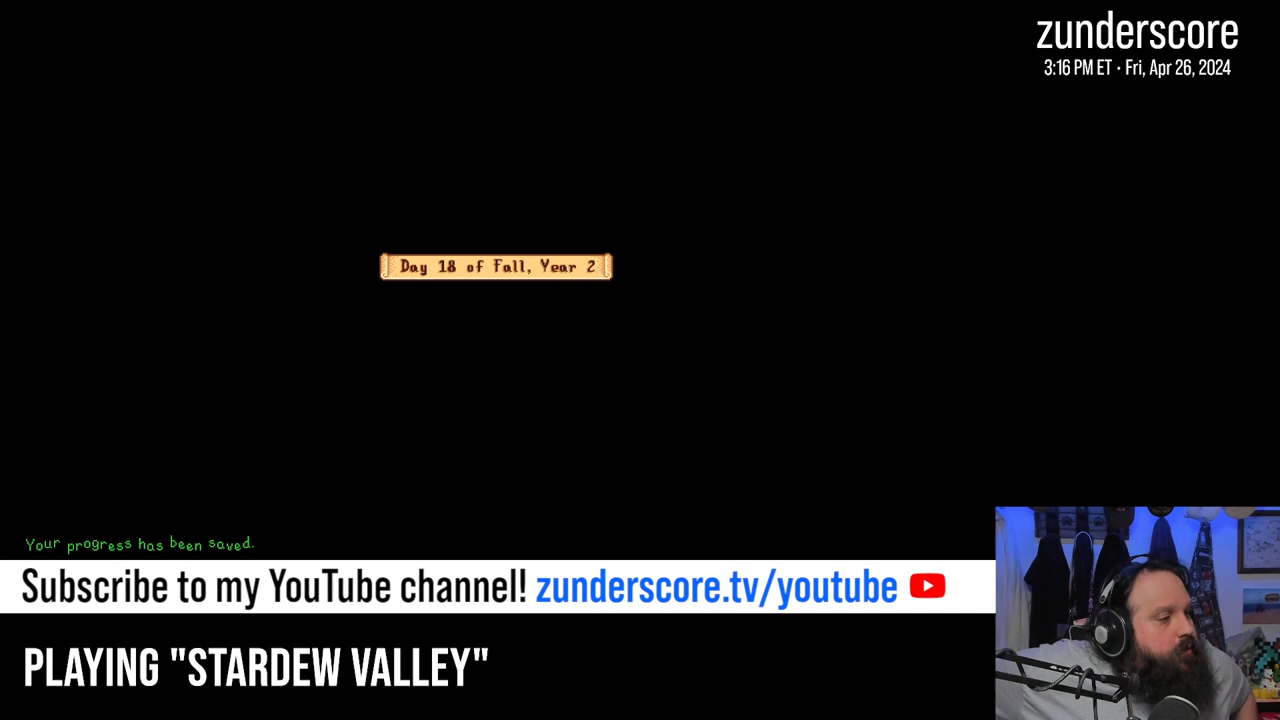 zunderscore
3:16 PM ET · Fri, Apr 26, 2024
Day 18 of Fall, Year 2
Your progress has been saved.
Subscribe to my YouTube channel! zunderscore.tv/youtube
PLAYING "STARDEW VALLEY"